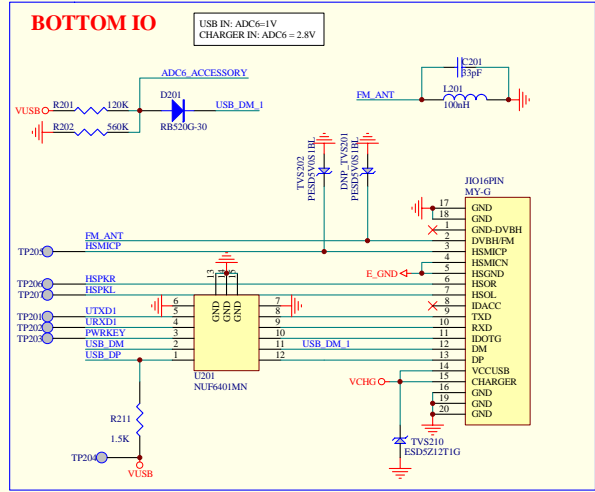 BOTTOM IO
USB IN: ADC6=1V
CHARGER IN: ADC6 = 2.8V
ADC6_ACCESSORY
R201
120K
D201
VUSB
USB_DM_1
R202
560K
RB520G-30
C201
33pF
FM_ANT
L201
100nH
TVS202
PESD5V0S1BL
DNP_TVS201
PESD5V0S1BL
JIO16PIN
MY-G
17 GND
18 GND
1 GND-DVBH
FM_ANT
2 DVBH/FM
TP205
HSMICP
3 HSMICP
4 HSMICN
E_GND
5 HSGND
TP206
HSPKR
6 HSOR
TP207
HSPKL
7 HSOL
8 IDACC
9 TXD
10 RXD
11 IDOTG
12 DM
13 DP
14 VCCUSB
15 CHARGER
16 GND
19 GND
20 GND
13 14 15
GND GND GND
6 7
TP201
UTXD1
5 8
TP202
URXD1
4 9
TP203
PWRKEY
3 10
USB_DM
2 11
USB_DM_1
USB_DP
1 12
U201
NUF6401MN
VCHG
R211
1.5K
TP204
VUSB
TVS210
ESD5Z12T1G